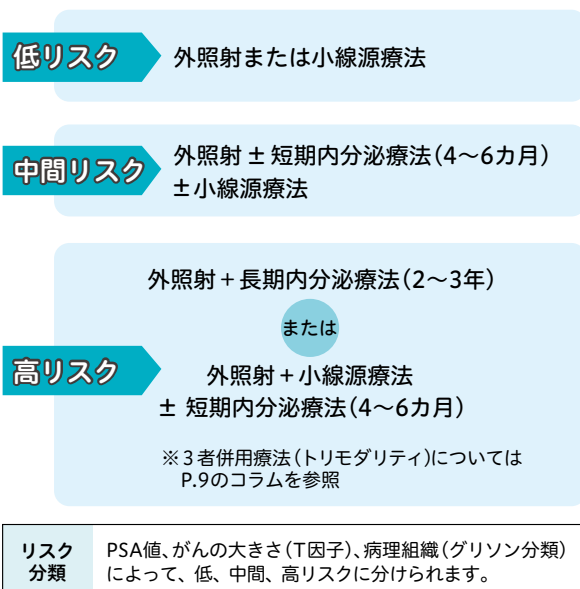 低リスク
外照射または小線源療法
中間リスク
外照射 ± 短期内分泌療法(4〜6カ月)
±小線源療法
高リスク
外照射+長期内分泌療法(2〜3年)
または
外照射+小線源療法
± 短期内分泌療法(4〜6カ月)
※3者併用療法(トリモダリティ)については
P.9のコラムを参照
リスク
分類
PSA値、がんの大きさ(T因子)、病理組織(グリソン分類)
によって、低、中間、高リスクに分けられます。